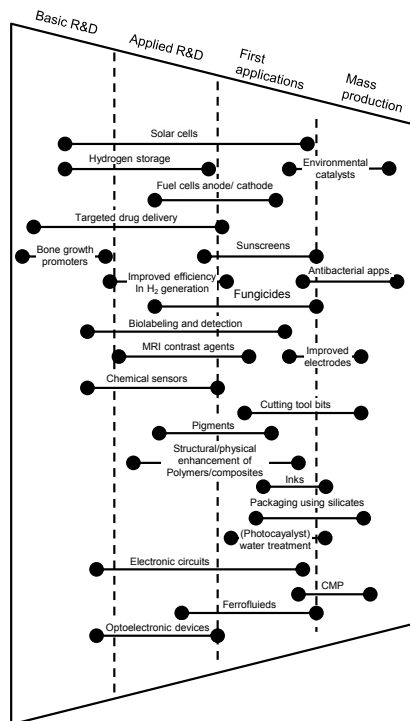 Basic R&D
Applied R&D
First
applications
Mass
production
Solar cells
Hydrogen storage
Environmental
catalysts
Fuel cells anode/ cathode
Targeted drug delivery
Bone growth
promoters
Sunscreens
Improved efficiency
In H₂ generation
Antibacterial apps.
Fungicides
Biolabeling and detection
MRI contrast agents
Improved
electrodes
Chemical sensors
Cutting tool bits
Pigments
Structural/physical
enhancement of
Polymers/composites
Inks
Packaging using silicates
(Photocayalyst)
water treatment
Electronic circuits
CMP
Ferroflueids
Optoelectronic devices